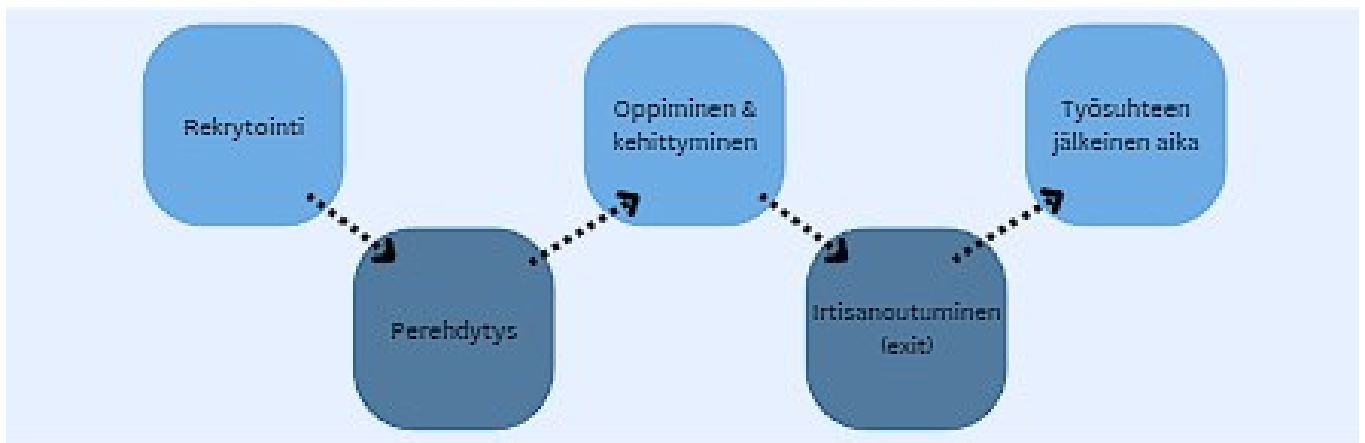 Rekrytointi
Perehdytys
Oppiminen &
kehittyminen
Irtisanoutuminen
(exit)
Työsuhteen
jälkeinen aika